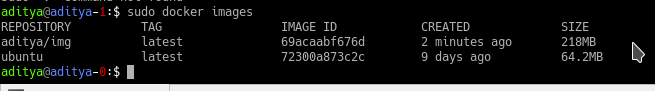 aditya@aditya-1:$ sudo docker images
REPOSITORY TAG IMAGE ID CREATED SIZE
aditya/img latest 69acaabf676d 2 minutes ago 218MB
ubuntu latest 72300a873c2c 9 days ago 64.2MB
aditya@aditya-0:$